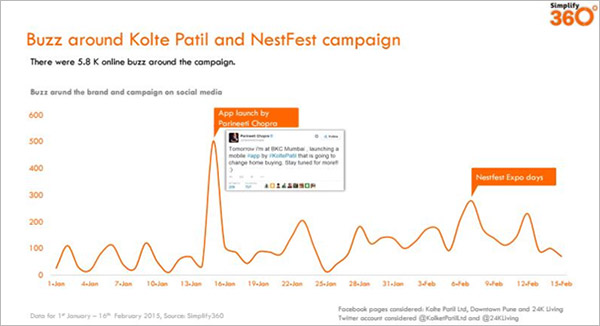 Simplify
360°
Buzz around Kolte Patil and NestFest campaign
There were 5.8 K online buzz around the campaign.
Buzz arund the brand and campaign on social media
App launch by
Parineeti Chopra
Parineeti Chopra
Tomorrow i'm at BKC Mumbai , launching a
mobile #app by #KoltePatil that is going to
change home buying. Stay tuned for more!!
:)
Nestfest Expo days
600
500
400
300
200
100
0
1-Jan 4-Jan 7-Jan 10-Jan 13-Jan 16-Jan 19-Jan 22-Jan 25-Jan 28-Jan 31-Jan 3-Feb 6-Feb 9-Feb 12-Feb 15-Feb
Data for 1st January – 16th February 2015, Source: Simplify360
Facebook pages considered: Kolte Patil Ltd, Downtown Pune and 24K Living
Twitter account considered @KolketPatilLtd and @24KLiving